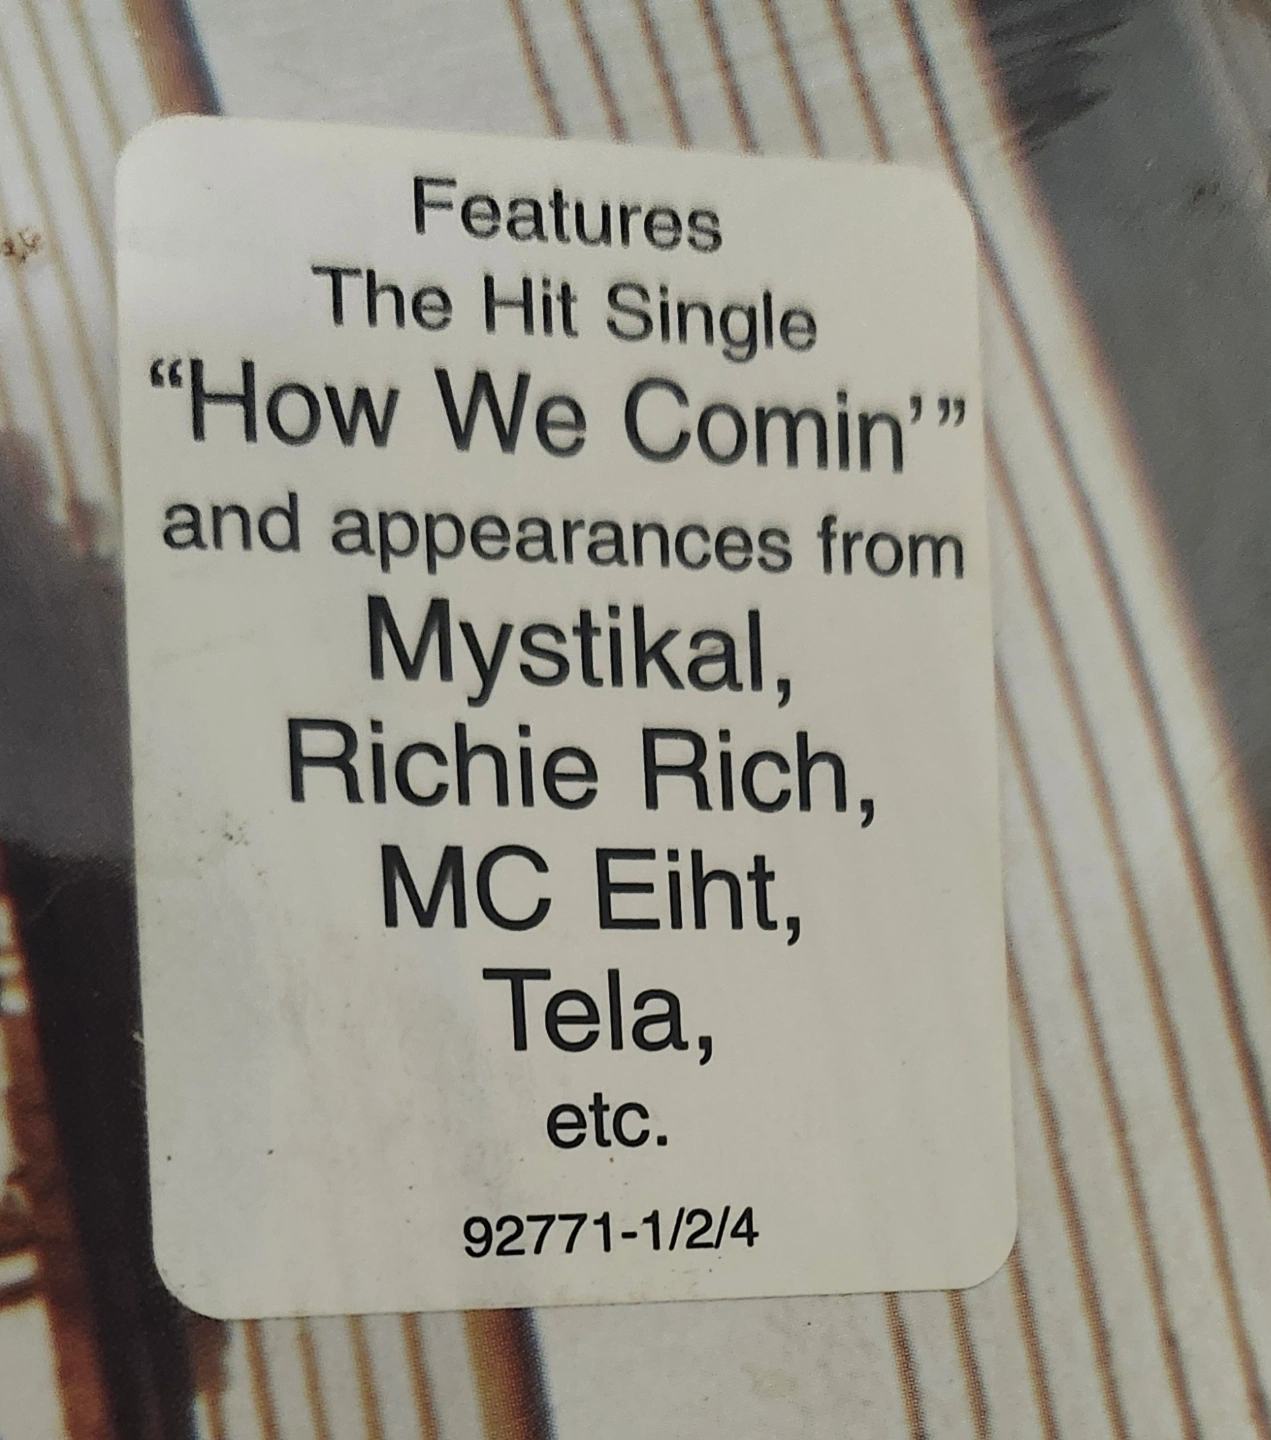 Features
The Hit Single
“How We Comin’”
and appearances from
Mystikal,
Richie Rich,
MC Eiht,
Tela,
etc.
92771-1/2/4